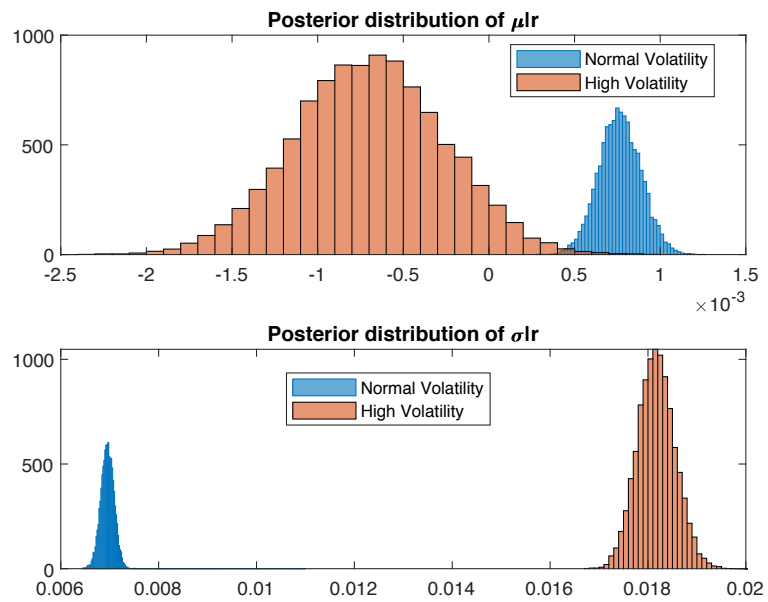 Posterior distribution of μ|r
1000
500
0
Normal Volatility
High Volatility
-2.5 -2 -1.5 -1 -0.5 0 0.5 1 1.5
×10⁻³
Posterior distribution of σ|r
1000
500
0
Normal Volatility
High Volatility
0.006 0.008 0.01 0.012 0.014 0.016 0.018 0.02